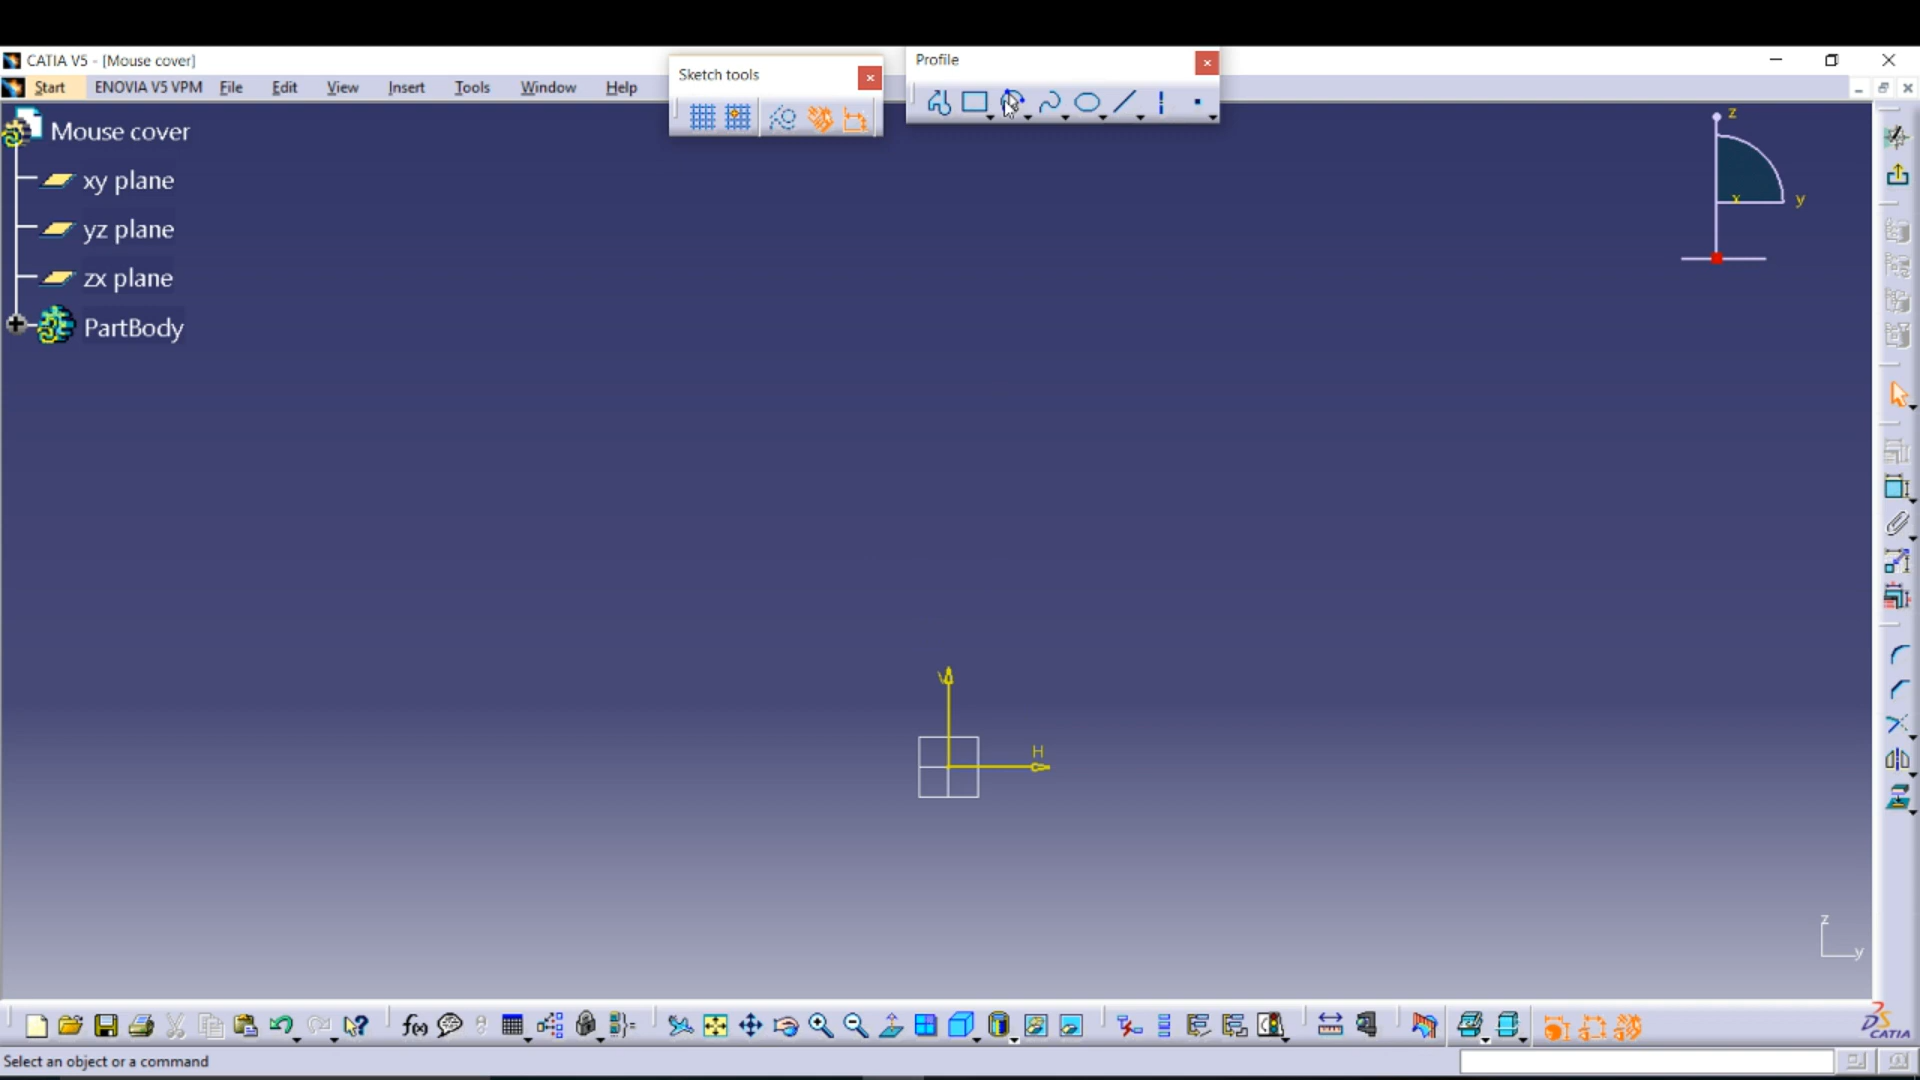 CATIA V5 - [Mouse cover]
Start ENOVIA V5 VPM File Edit View Insert Tools Window Help
Sketch tools
Profile
Mouse cover
xy plane
yz plane
zx plane
PartBody
z
x
y
V
H
z
y
f(x)
DS
CATIA
Select an object or a command